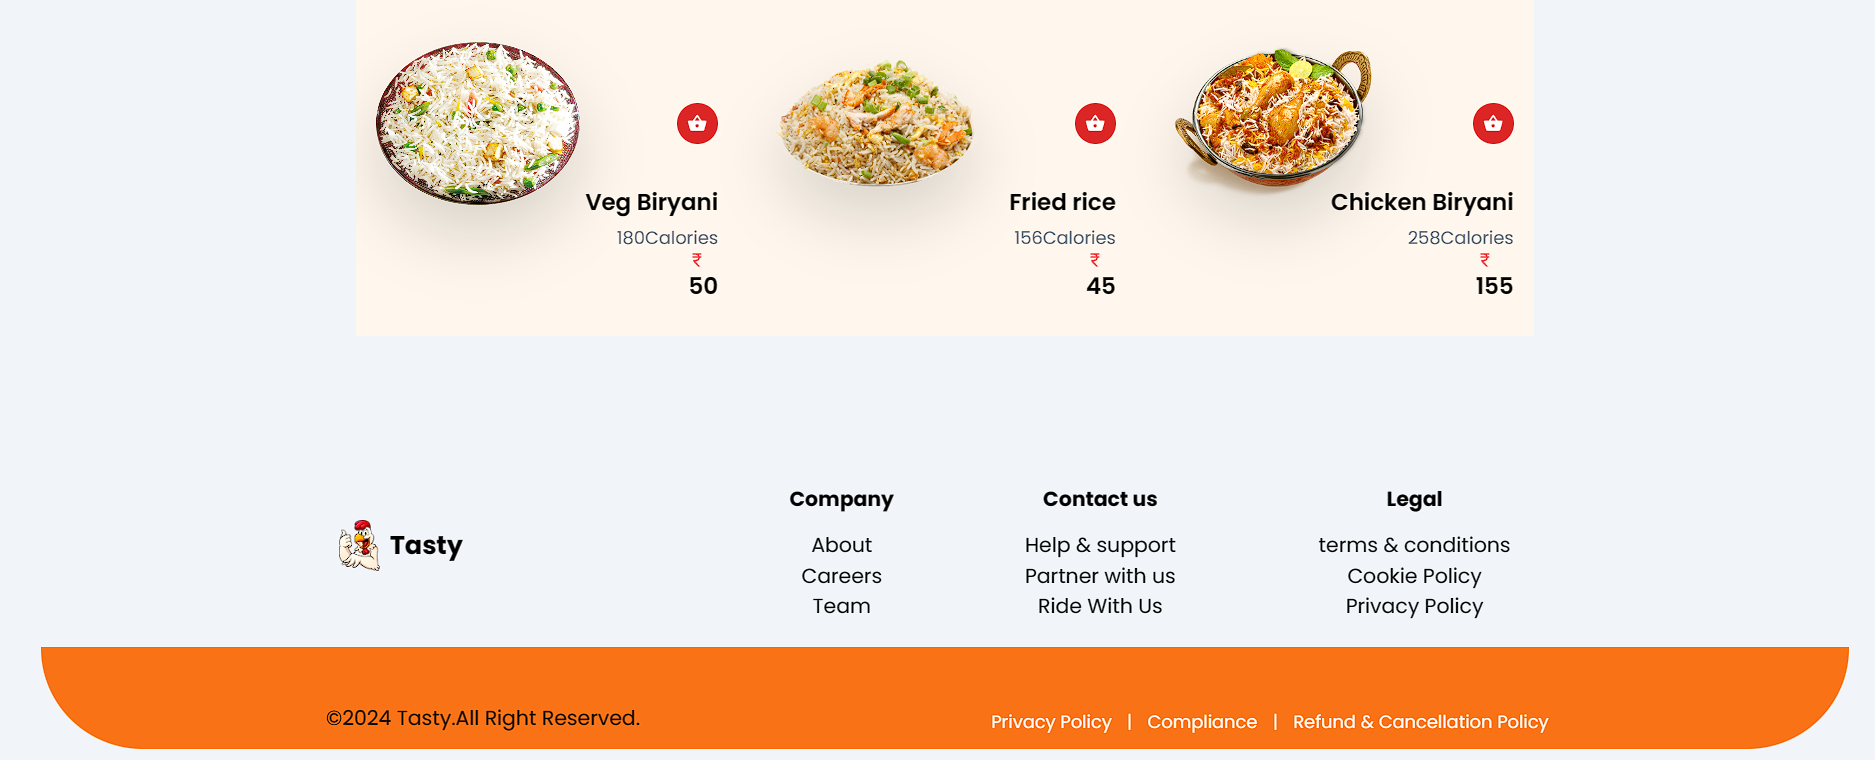 Veg Biryani
180Calories
₹
50
Fried rice
156Calories
₹
45
Chicken Biryani
258Calories
₹
155
Tasty
Company
About
Careers
Team
Contact us
Help & support
Partner with us
Ride With Us
Legal
terms & conditions
Cookie Policy
Privacy Policy
©2024 Tasty.All Right Reserved.
Privacy Policy | Compliance | Refund & Cancellation Policy